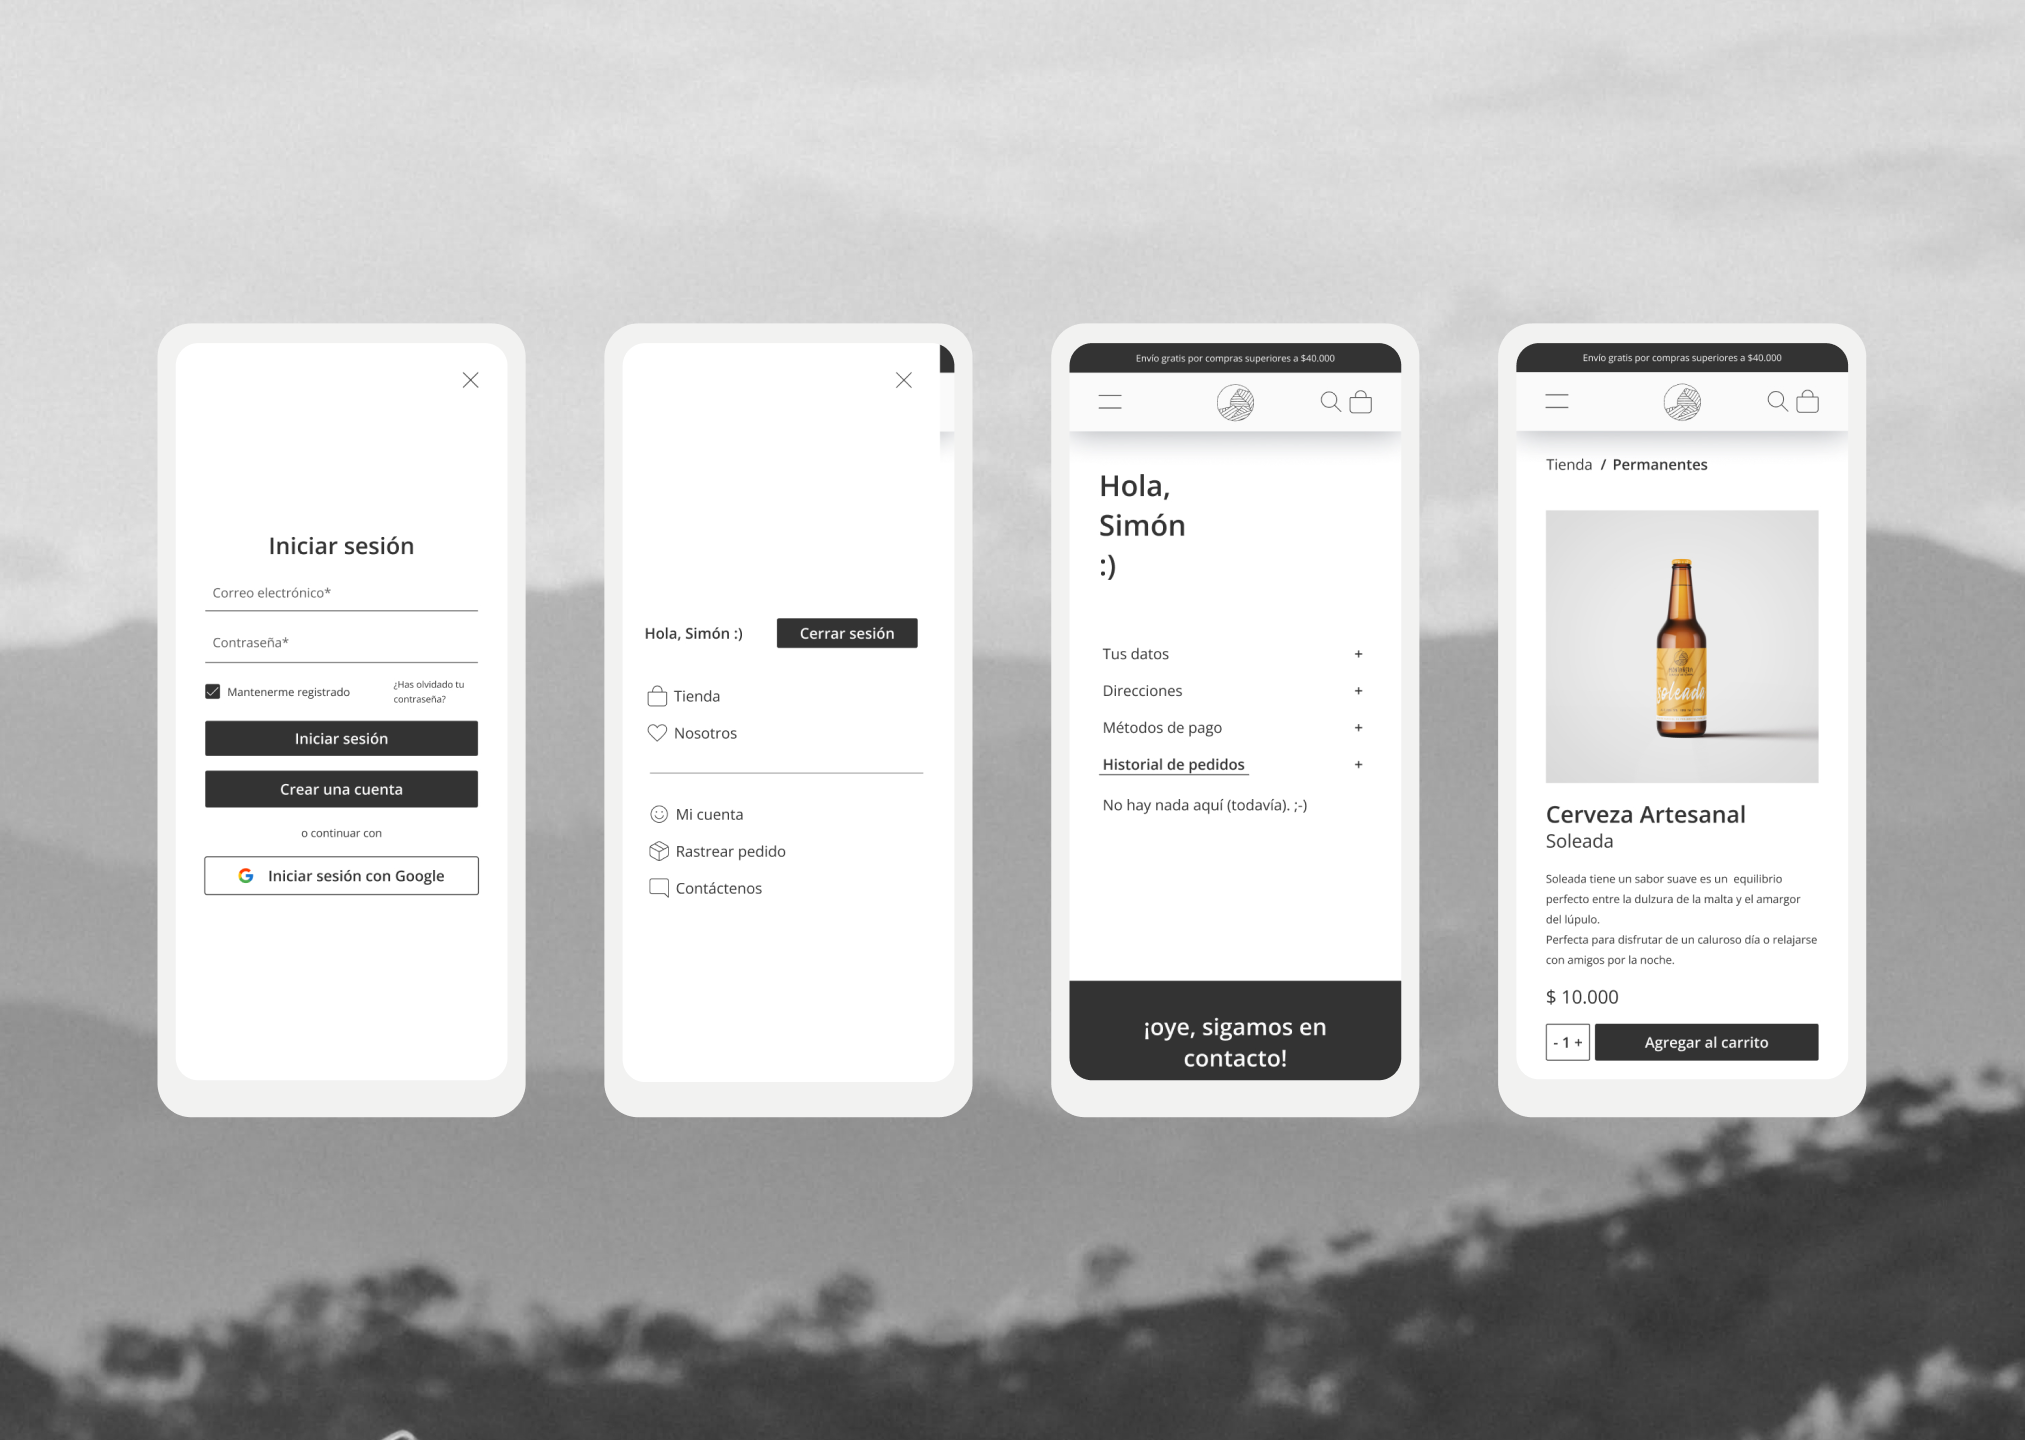 Iniciar sesión
Correo electrónico*
Contraseña*
Mantenerme registrado
¿Has olvidado tu
contraseña?
Iniciar sesión
Crear una cuenta
o continuar con
Iniciar sesión con Google
Hola, Simón :)
Cerrar sesión
Tienda
Nosotros
Mi cuenta
Rastrear pedido
Contáctenos
Envío gratis por compras superiores a $40.000
Hola,
Simón
:)
Tus datos +
Direcciones +
Métodos de pago +
Historial de pedidos +
No hay nada aquí (todavía). ;-)
¡oye, sigamos en
contacto!
Envío gratis por compras superiores a $40.000
Tienda / Permanentes
soleada
Cerveza Artesanal
Soleada
Soleada tiene un sabor suave es un equilibrio
perfecto entre la dulzura de la malta y el amargor
del lúpulo.
Perfecta para disfrutar de un caluroso día o relajarse
con amigos por la noche.
$ 10.000
- 1 +
Agregar al carrito